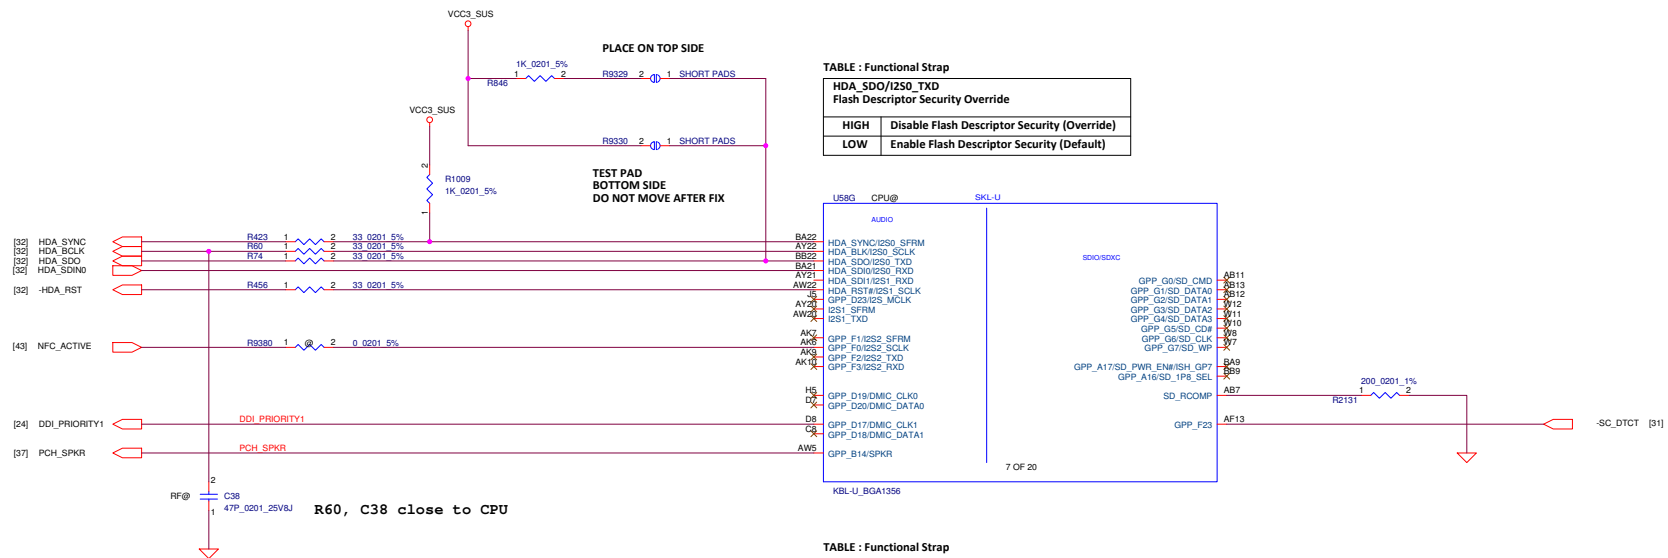 VCC3_SUS
PLACE ON TOP SIDE
1K_0201_5%
1 2 R9329 2 1 SHORT PADS
R846
VCC3_SUS
R9330 2 1 SHORT PADS
TEST PAD
BOTTOM SIDE
DO NOT MOVE AFTER FIX
2
R1009
1K_0201_5%
1
TABLE : Functional Strap
HDA_SDO/I2S0_TXD
Flash Descriptor Security Override
HIGH Disable Flash Descriptor Security (Override)
LOW Enable Flash Descriptor Security (Default)
U58G CPU@ SKL-U
AUDIO
SDIO/SDXC
[32] HDA_SYNC R423 1 2 33_0201_5% BA22 HDA_SYNC/I2S0_SFRM
[32] HDA_BCLK R60 1 2 33_0201_5% AY22 HDA_BLK/I2S0_SCLK
[32] HDA_SDO R74 1 2 33_0201_5% BB22 HDA_SDO/I2S0_TXD
[32] HDA_SDIN0 BA21 HDA_SDI0/I2S0_RXD
AY21 HDA_SDI1/I2S1_RXD
[32] -HDA_RST R456 1 2 33_0201_5% AW22 HDA_RST#/I2S1_SCLK
J5 GPP_D23/I2S_MCLK
AY20 I2S1_SFRM
AW20 I2S1_TXD
AK7 GPP_F1/I2S2_SFRM
[43] NFC_ACTIVE R9380 1 @ 2 0_0201_5% AK6 GPP_F0/I2S2_SCLK
AK9 GPP_F2/I2S2_TXD
AK10 GPP_F3/I2S2_RXD
H5 GPP_D19/DMIC_CLK0
D7 GPP_D20/DMIC_DATA0
[24] DDI_PRIORITY1 DDI_PRIORITY1 D8 GPP_D17/DMIC_CLK1
C8 GPP_D18/DMIC_DATA1
[37] PCH_SPKR PCH_SPKR AW5 GPP_B14/SPKR
GPP_G0/SD_CMD AB11
GPP_G1/SD_DATA0 AB13
GPP_G2/SD_DATA1 AB12
GPP_G3/SD_DATA2 W12
GPP_G4/SD_DATA3 W11
GPP_G5/SD_CD# W10
GPP_G6/SD_CLK W8
GPP_G7/SD_WP W7
GPP_A17/SD_PWR_EN#/ISH_GP7 BA9
GPP_A16/SD_1P8_SEL BB9
SD_RCOMP AB7 1 200_0201_1% 2
R2131
GPP_F23 AF13 -SC_DTCT [31]
7 OF 20
KBL-U_BGA1356
2
RF@ C38
47P_0201_25V8J
1
R60, C38 close to CPU
TABLE : Functional Strap